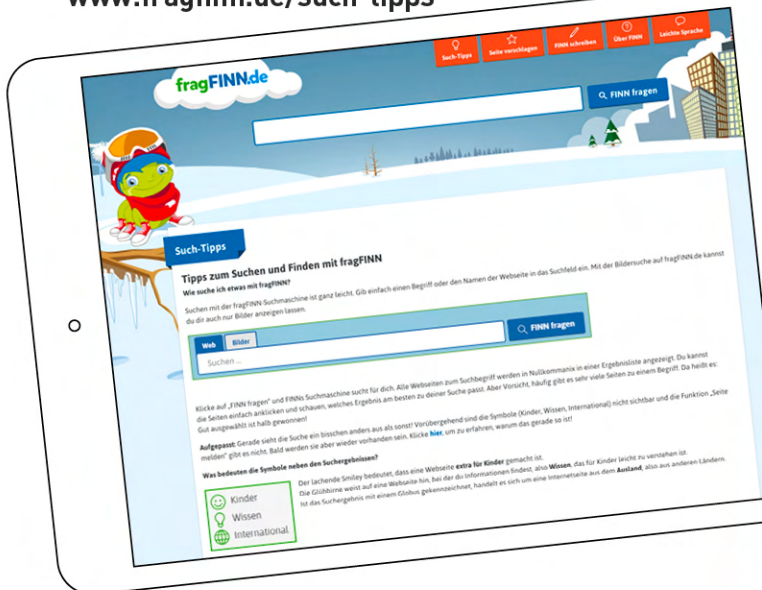 www.fragfinn.de/such-tipps
fragFINN.de
Such-Tipps
Seite vorschlagen
FINN schreiben
Über FINN
Leichte Sprache
FINN fragen
Such-Tipps
Tipps zum Suchen und Finden mit fragFINN
Wie suche ich etwas mit fragFINN?
Suchen mit der fragFINN-Suchmaschine ist ganz leicht. Gib einfach einen Begriff oder den Namen der Webseite in das Suchfeld ein. Mit der Bildersuche auf fragFINN.de kannst
du dir auch nur Bilder anzeigen lassen.
Web Bilder
Suchen ...
FINN fragen
Klicke auf „FINN fragen" und FINNs Suchmaschine sucht für dich. Alle Webseiten zum Suchbegriff werden in Nullkommanix in einer Ergebnisliste angezeigt. Du kannst
die Seiten einfach anklicken und schauen, welches Ergebnis am besten zu deiner Suche passt. Aber Vorsicht, häufig gibt es sehr viele Seiten zu einem Begriff. Da heißt es:
Gut ausgewählt ist halb gewonnen!
Aufgepasst: Gerade sieht die Suche ein bisschen anders aus als sonst! Vorübergehend sind die Symbole (Kinder, Wissen, International) nicht sichtbar und die Funktion „Seite
melden" gibt es nicht. Bald werden sie aber wieder vorhanden sein. Klicke hier, um zu erfahren, warum das gerade so ist!
Was bedeuten die Symbole neben den Suchergebnissen?
Kinder
Wissen
International
Der lachende Smiley bedeutet, dass eine Webseite extra für Kinder gemacht ist.
Die Glühbirne weist auf eine Webseite hin, bei der du Informationen findest, also Wissen, das für Kinder leicht zu verstehen ist.
Ist das Suchergebnis mit einem Globus gekennzeichnet, handelt es sich um eine Internetseite aus dem Ausland, also aus anderen Ländern.